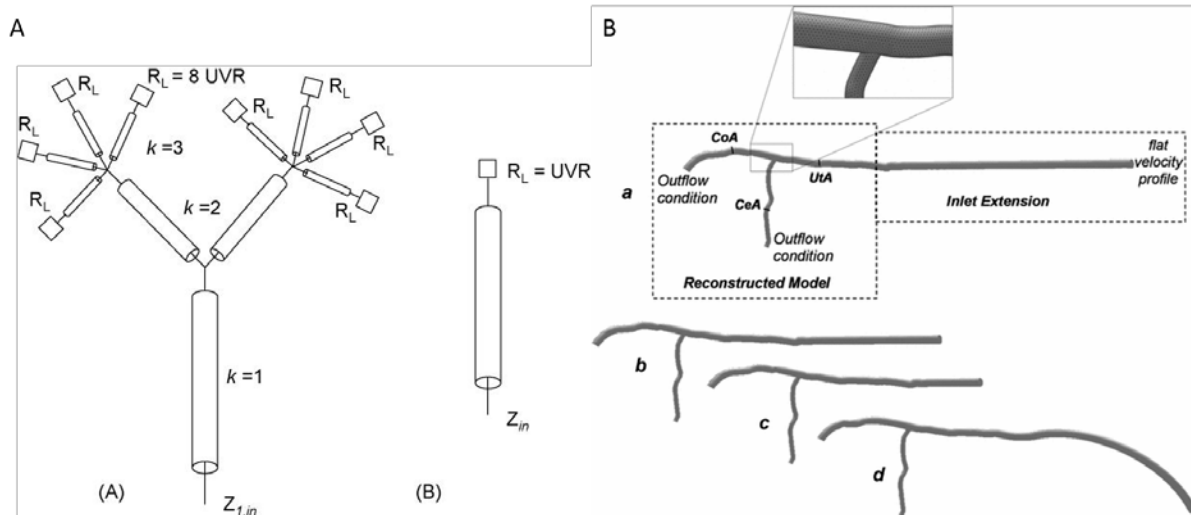 A
R_L
R_L = 8 UVR
R_L
R_L
R_L
R_L
R_L
R_L
k=3
k=2
k=1
Z_1,in
(A)
R_L = UVR
Z_in
(B)
B
CoA
UtA
CeA
Outflow
condition
Outflow
condition
a
Reconstructed Model
Inlet Extension
flat
velocity
profile
b
c
d